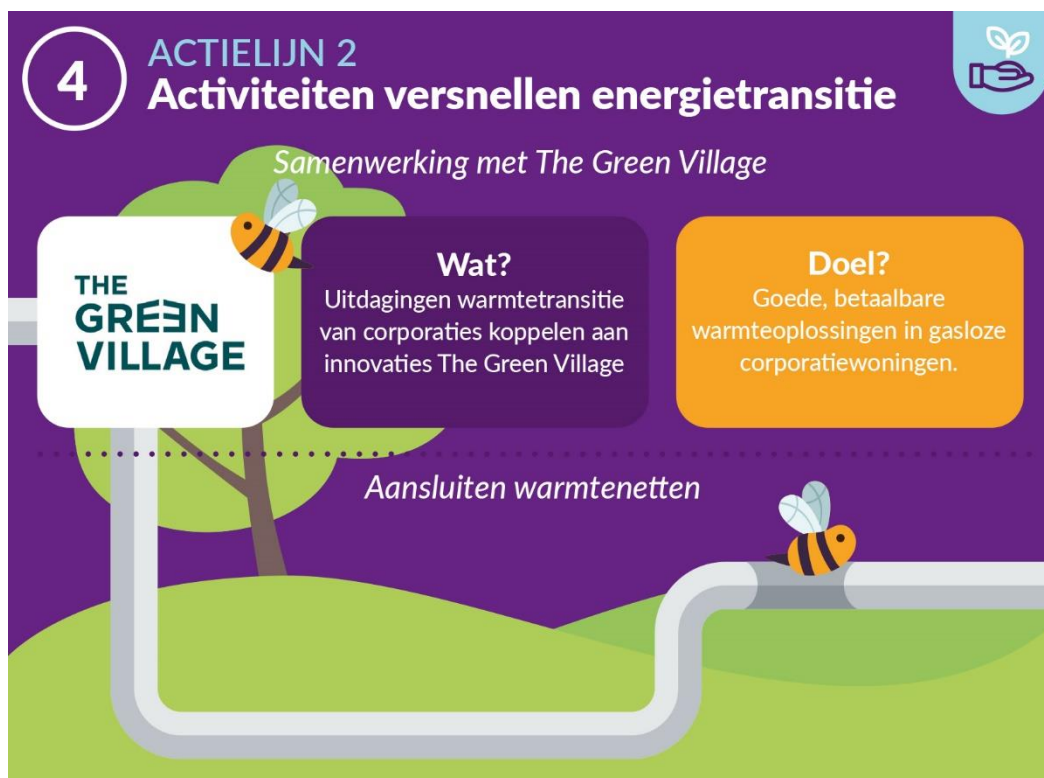 4
ACTIELIJN 2
Activiteiten versnellen energietransitie
Samenwerking met The Green Village
THE
GREEN
VILLAGE
Wat?
Uitdagingen warmtetransitie
van corporaties koppelen aan
innovaties The Green Village
Doel?
Goede, betaalbare
warmteoplossingen in gasloze
corporatiewoningen.
Aansluiten warmtenetten